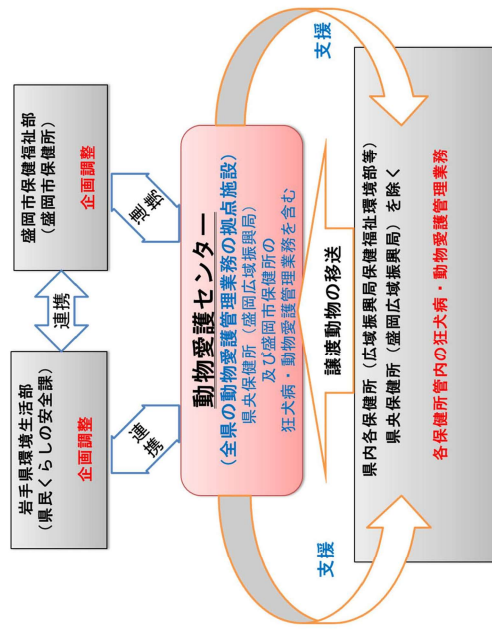 岩手県環境生活部
（県民くらしの安全課）
企画調整
連携
盛岡市保健福祉部
（盛岡市保健所）
企画調整
連携
連携
動物愛護センター
（全県の動物愛護管理業務の拠点施設）
県央保健所（盛岡広域振興局）
及び盛岡市保健所の
狂犬病・動物愛護管理業務を含む
支援
譲渡動物の移送
支援
県内各保健所（広域振興局保健福祉環境部等）
県央保健所（盛岡広域振興局）を除く
各保健所管内の狂犬病・動物愛護管理業務